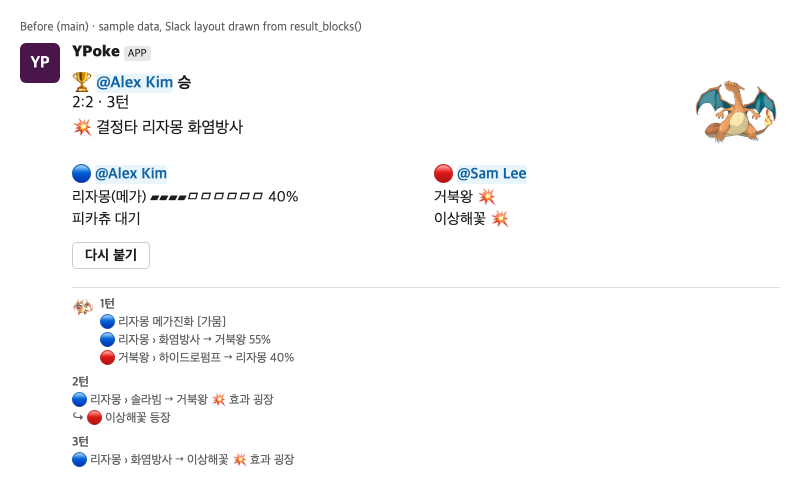 Before (main) · sample data, Slack layout drawn from result_blocks()
YP
YPoke APP
🏆 @Alex Kim 승
2:2 · 3턴
💥 결정타 리자몽 화염방사
🔵 @Alex Kim
리자몽(메가) ▰▰▰▰▱▱▱▱▱▱ 40%
피카츄 대기
🔴 @Sam Lee
거북왕 💥
이상해꽃 💥
다시 붙기
1턴
🔵 리자몽 메가진화 [가뭄]
🔵 리자몽 › 화염방사 → 거북왕 55%
🔴 거북왕 › 하이드로펌프 → 리자몽 40%
2턴
🔵 리자몽 › 솔라빔 → 거북왕 💥 효과 굉장
↪ 🔴 이상해꽃 등장
3턴
🔵 리자몽 › 화염방사 → 이상해꽃 💥 효과 굉장